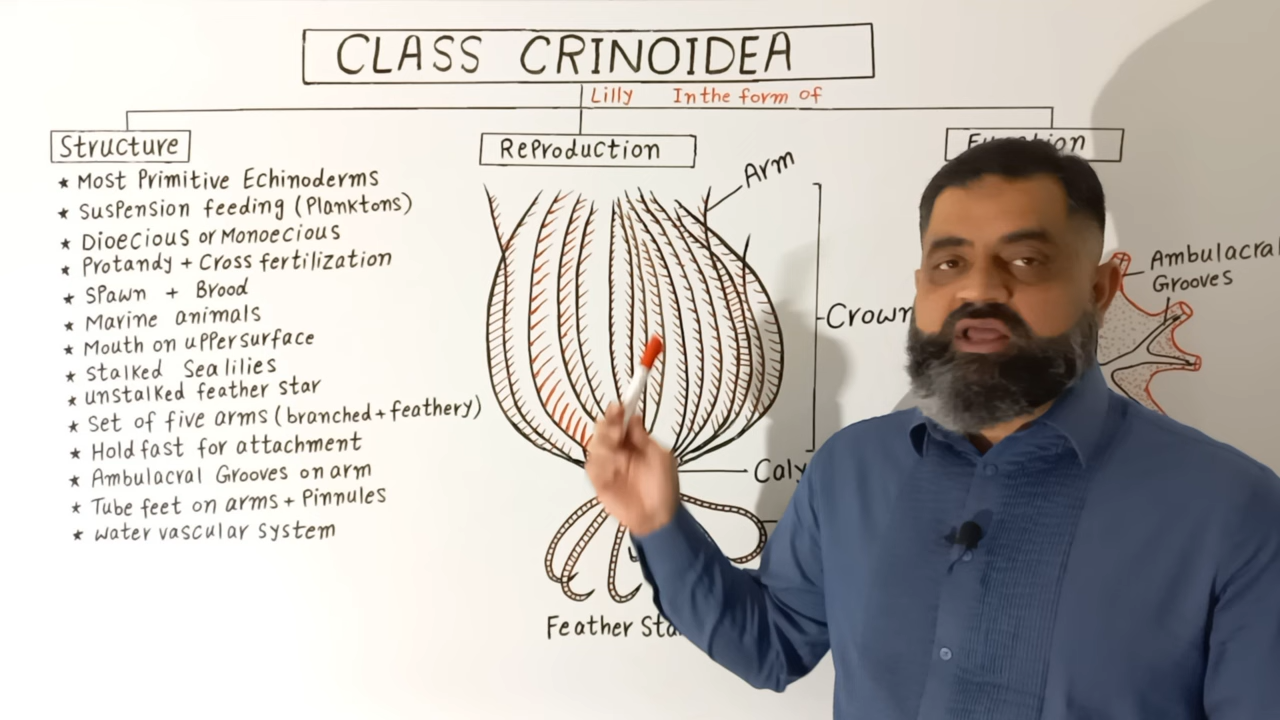 CLASS CRINOIDEA
Lilly In the form of
Structure
★ Most Primitive Echinoderms
★ Suspension feeding (Planktons)
★ Dioecious or Monoecious
★ Protandy + Cross fertilization
★ Spawn + Brood
★ Marine animals
★ Mouth on uppersurface
★ Stalked Sea lilies
★ unstalked feather star
★ Set of five arms (branched + feathery)
★ Hold fast for attachment
★ Ambulacral Grooves on arm
★ Tube feet on arms + Pinnules
★ water vascular system
Reproduction
Arm
Crown
Feather
Ambulacral
Grooves